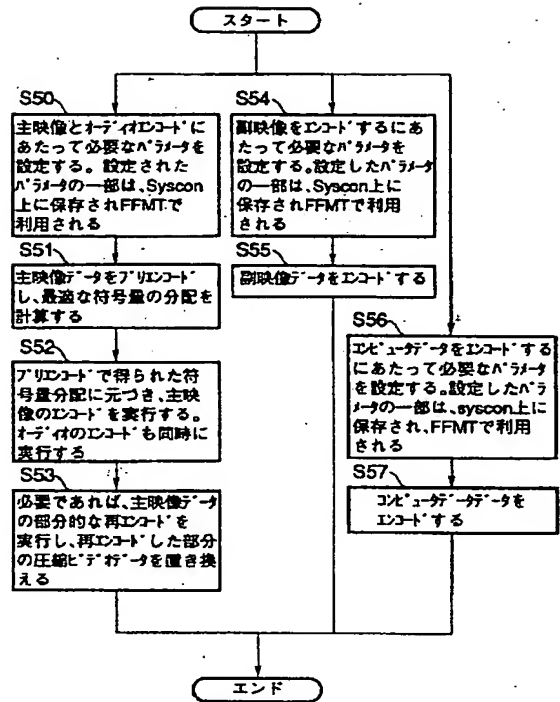 スタート
S50
主映像とオーディオエンコードに
あたって必要なパラメータを
設定する。設定された
パラメータの一部は、Syscon
上に保存されFFMTで
利用される
S51
主映像データをプリエンコード
し、最適な符号量の分配を
計算する
S52
プリエンコードで得られた符
号量分配に元づき、主映
像のエンコードを実行する。
オーディオのエンコードも同時に
実行する
S53
必要であれば、主映像データ
の部分的な再エンコードを
実行し、再エンコードした部分
の圧縮ビデオデータを置き換
える
S54
副映像をエンコードするにあ
たって必要なパラメータを
設定する。設定したパラメータ
の一部は、Syscon上に
保存されFFMTで利用
される
S55
副映像データをエンコードする
S56
コンピュータデータをエンコードする
にあたって必要なパラメータ
を設定する。設定したパラ
メータの一部は、syscon上に
保存され、FFMTで利用
される
S57
コンピュータデータデータを
エンコードする
エンド